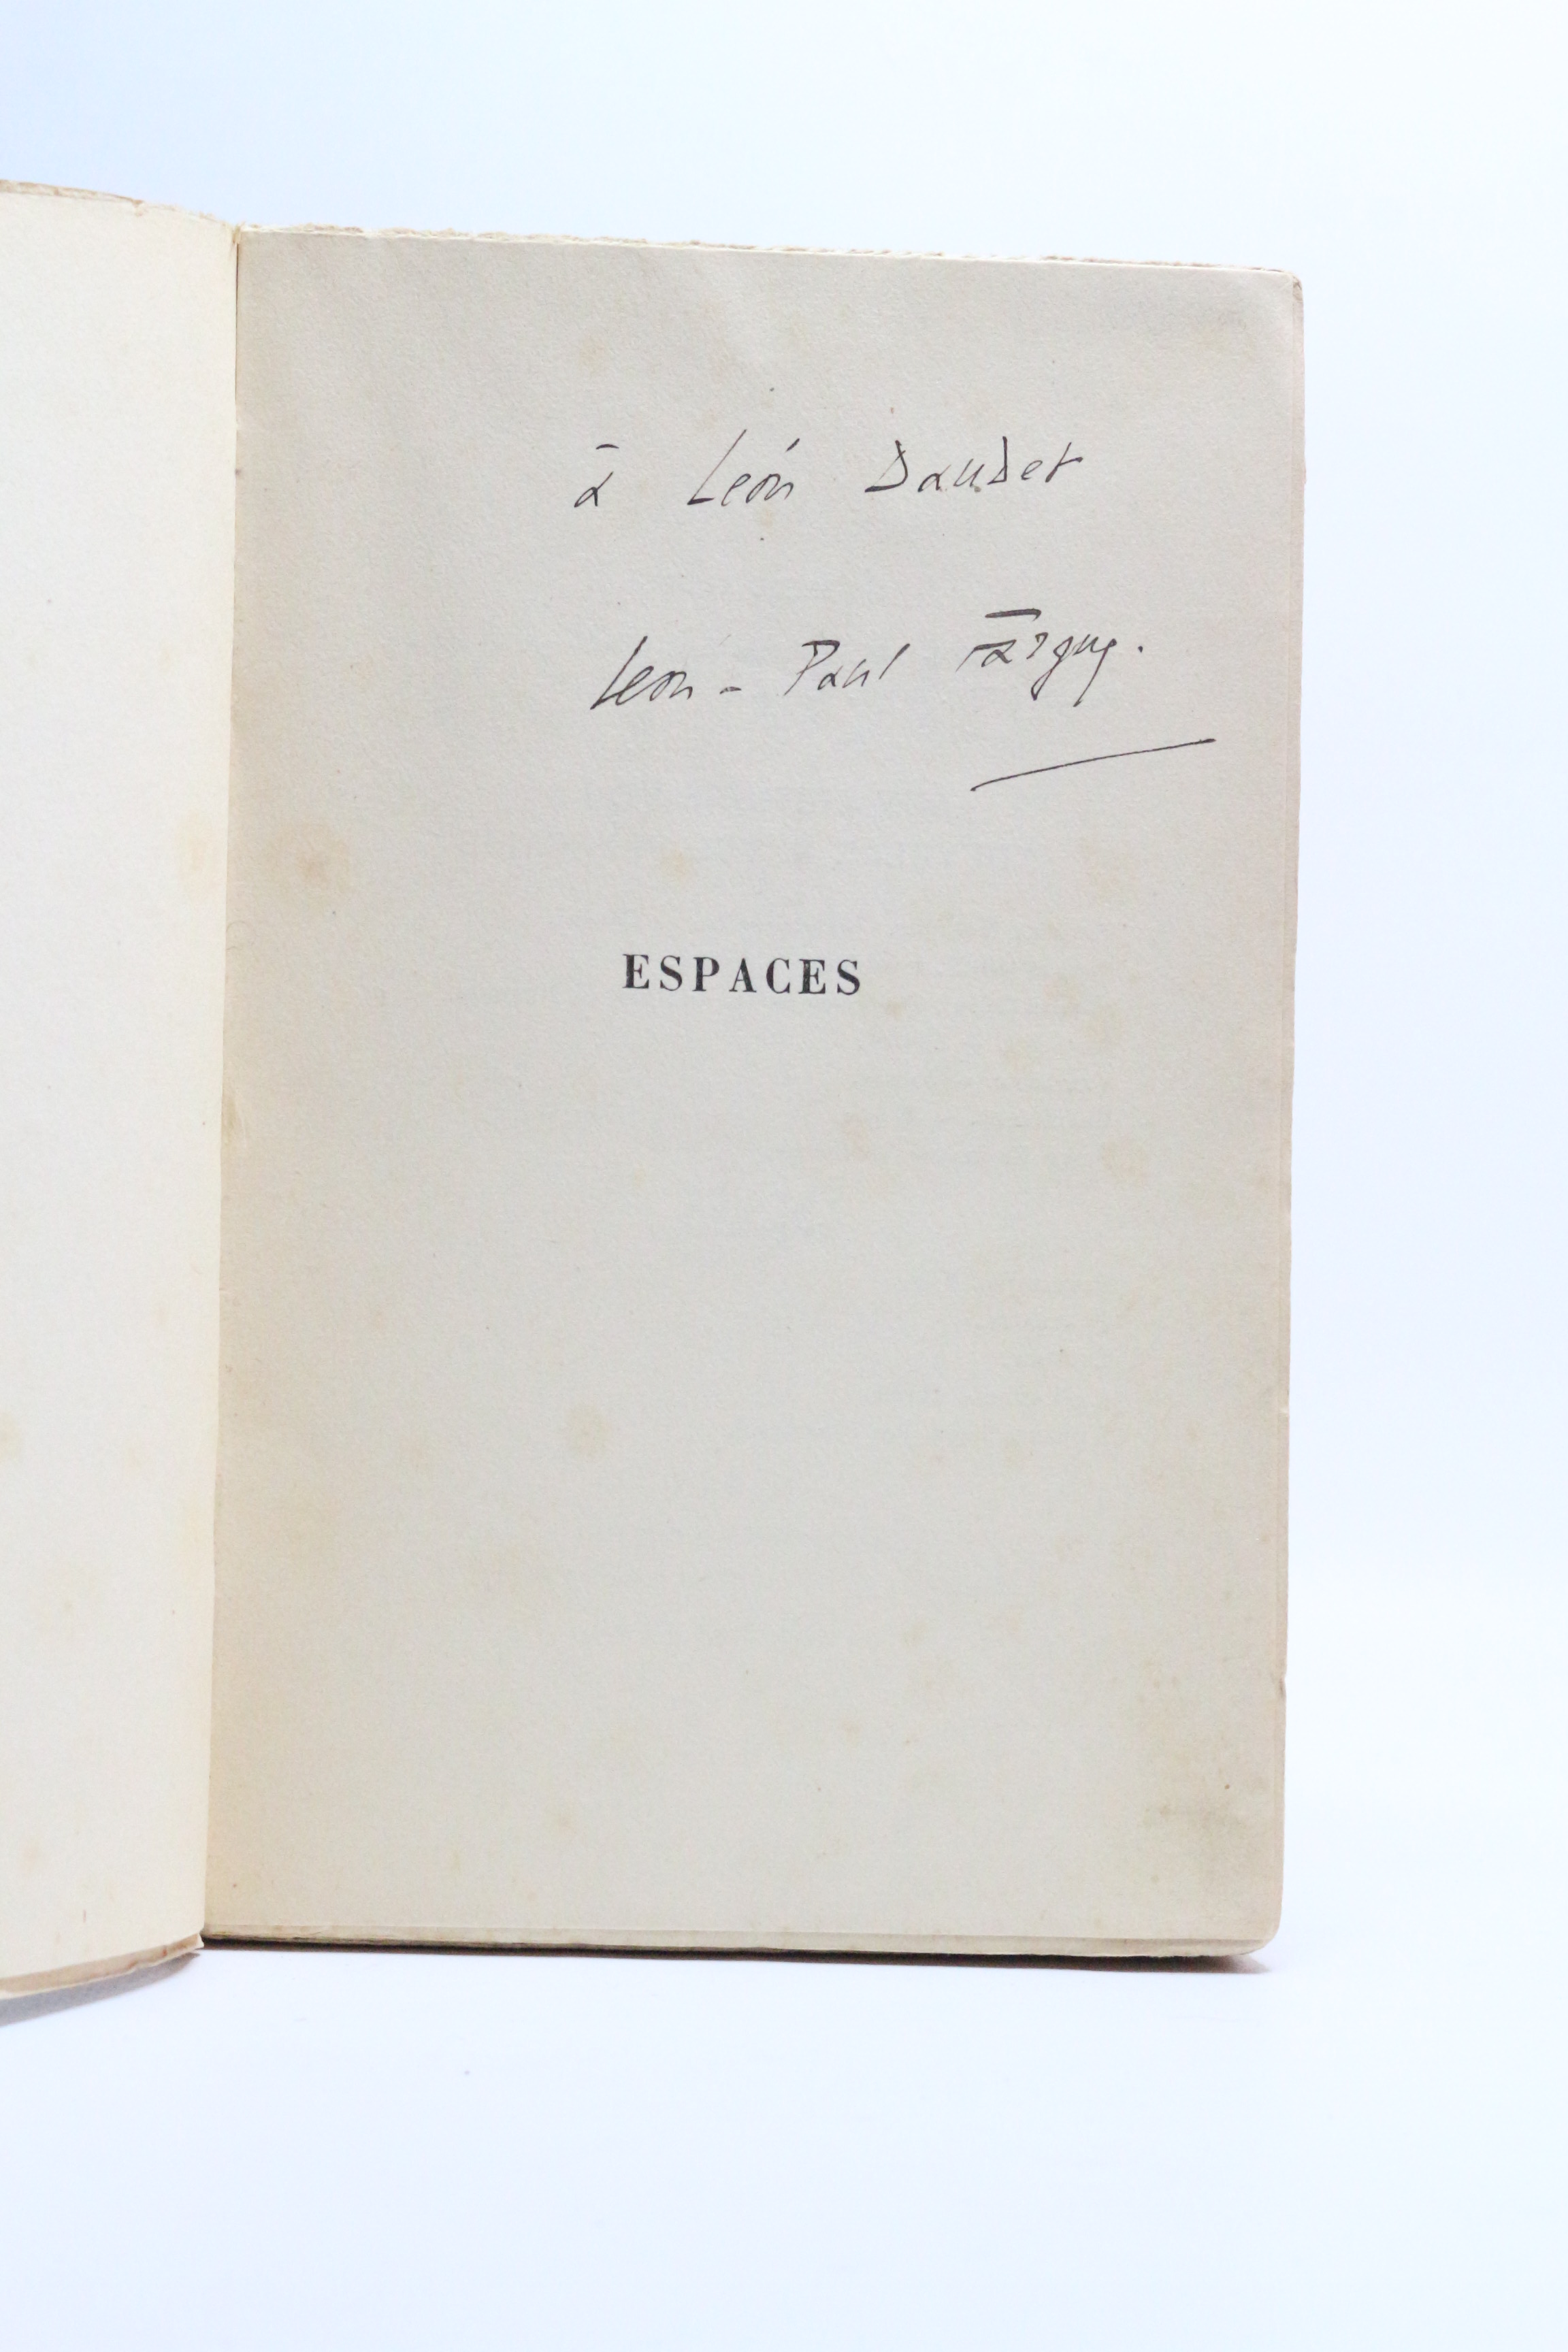 à Léon Daudet
Léon-Paul Fargue.
ESPACES